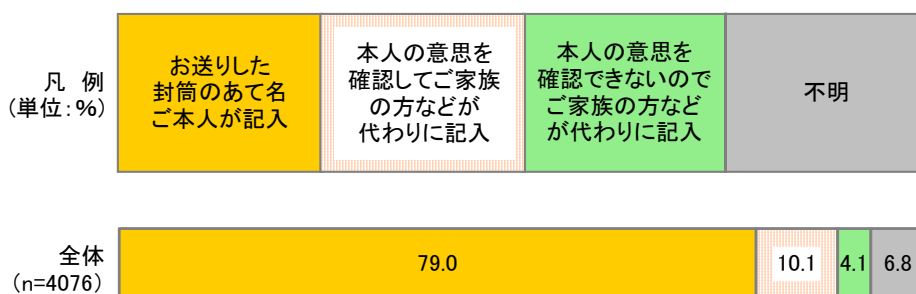 凡 例
(単位：%)
お送りした
封筒のあて名
ご本人が記入
本人の意思を
確認してご家族
の方などが
代わりに記入
本人の意思を
確認できないので
ご家族の方など
が代わりに記入
不明
全体
(n=4076)
79.0
10.1
4.1
6.8